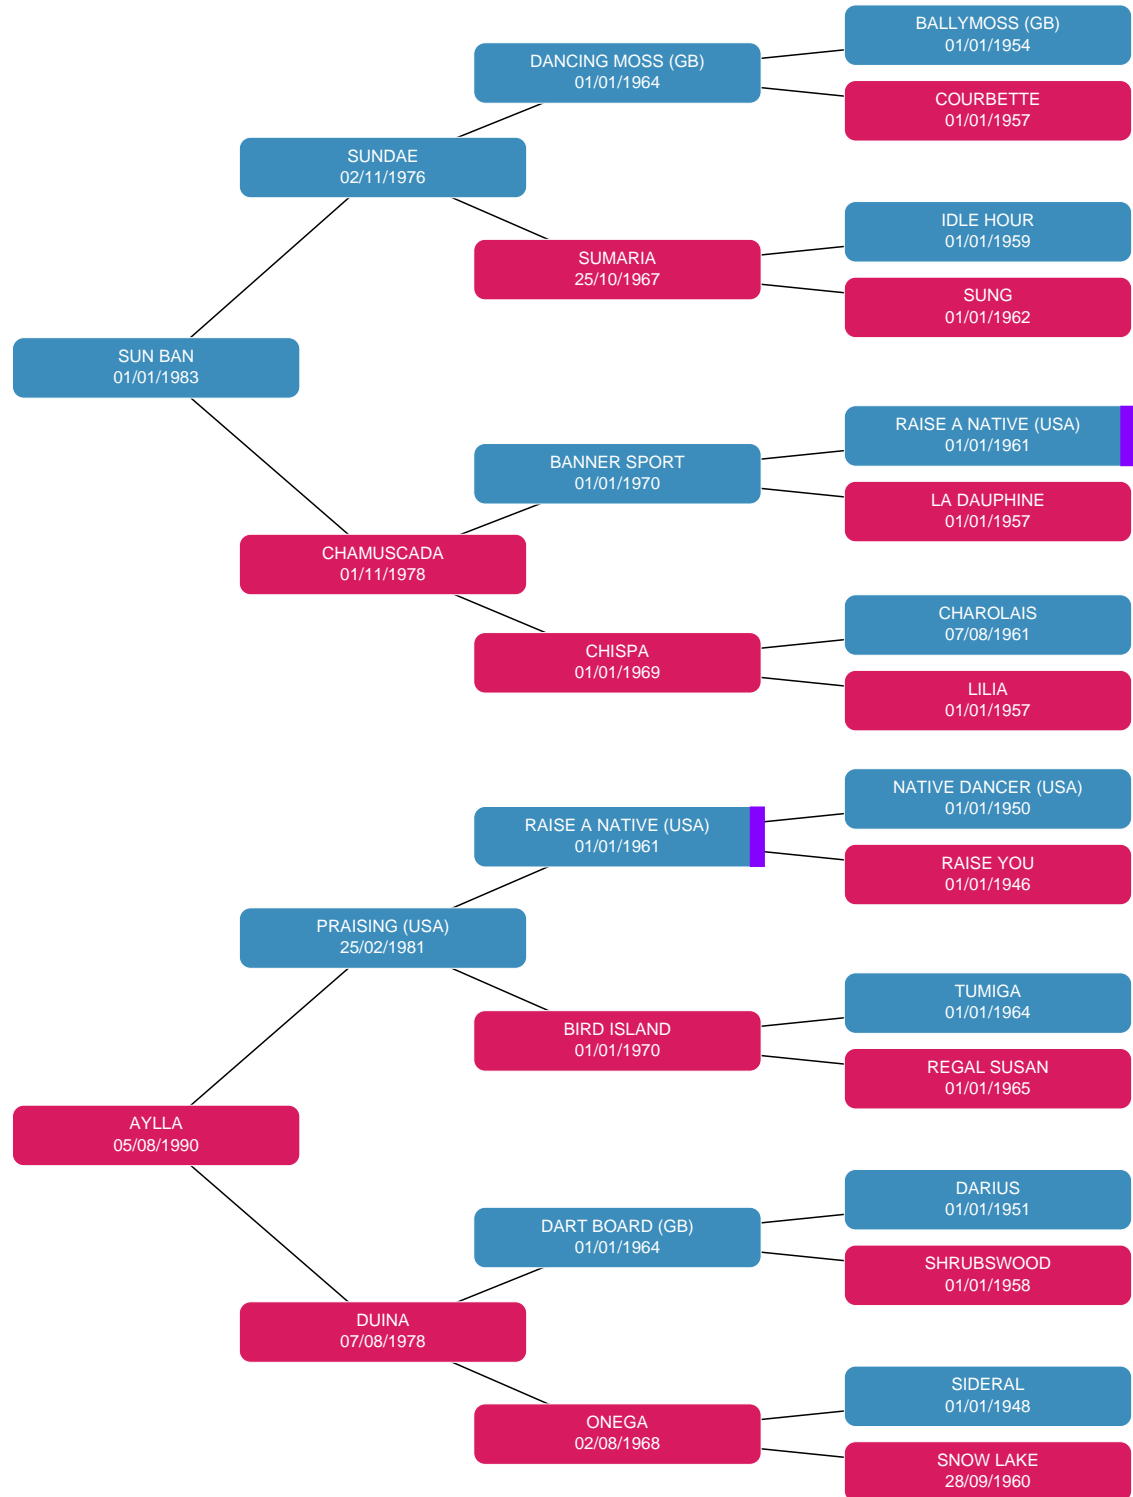 BALLYMOSS (GB)
01/01/1954
DANCING MOSS (GB)
01/01/1964
COURBETTE
01/01/1957
SUNDAE
02/11/1976
IDLE HOUR
01/01/1959
SUMARIA
25/10/1967
SUNG
01/01/1962
SUN BAN
01/01/1983
RAISE A NATIVE (USA)
01/01/1961
BANNER SPORT
01/01/1970
LA DAUPHINE
01/01/1957
CHAMUSCADA
01/11/1978
CHAROLAIS
07/08/1961
CHISPA
01/01/1969
LILIA
01/01/1957
NATIVE DANCER (USA)
01/01/1950
RAISE A NATIVE (USA)
01/01/1961
RAISE YOU
01/01/1946
PRAISING (USA)
25/02/1981
TUMIGA
01/01/1964
BIRD ISLAND
01/01/1970
REGAL SUSAN
01/01/1965
AYLLA
05/08/1990
DARIUS
01/01/1951
DART BOARD (GB)
01/01/1964
SHRUBSWOOD
01/01/1958
DUINA
07/08/1978
SIDERAL
01/01/1948
ONEGA
02/08/1968
SNOW LAKE
28/09/1960